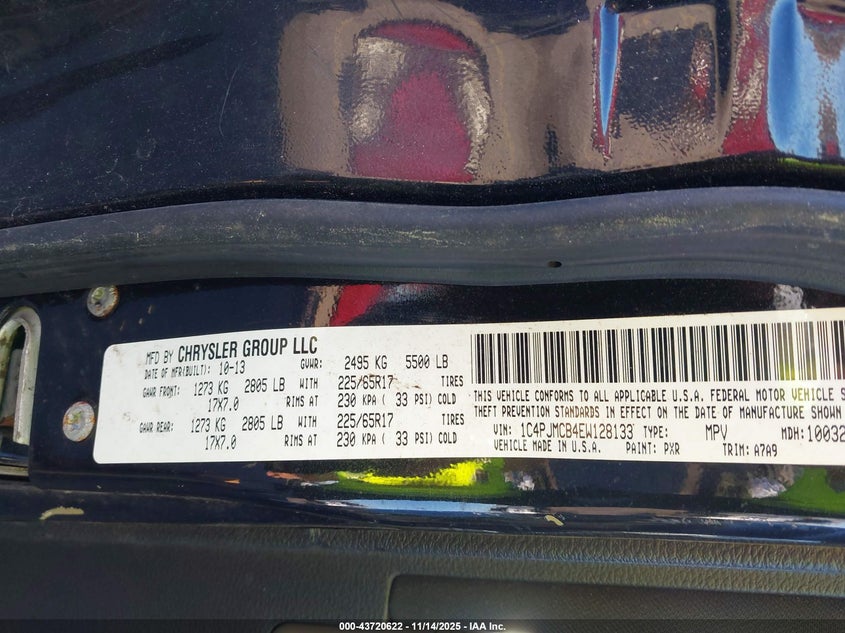 MFD BY CHRYSLER GROUP LLC
DATE OF MFR(BUILT): 10-13 GVWR: 2495 KG 5500 LB
GAWR FRONT: 1273 KG 2805 LB WITH 225/65R17 TIRES
17X7.0 RIMS AT 230 KPA ( 33 PSI) COLD
GAWR REAR: 1273 KG 2805 LB WITH 225/65R17 TIRES
17X7.0 RIMS AT 230 KPA ( 33 PSI) COLD
THIS VEHICLE CONFORMS TO ALL APPLICABLE U.S.A. FEDERAL MOTOR VEHICLE S
THEFT PREVENTION STANDARDS IN EFFECT ON THE DATE OF MANUFACTURE SHOWN
VIN: 1C4PJMCB4EW128133 TYPE: MPV MDH:10032
VEHICLE MADE IN U.S.A. PAINT: PXR TRIM: A7A9
000-43720622 - 11/14/2025 - IAA Inc.